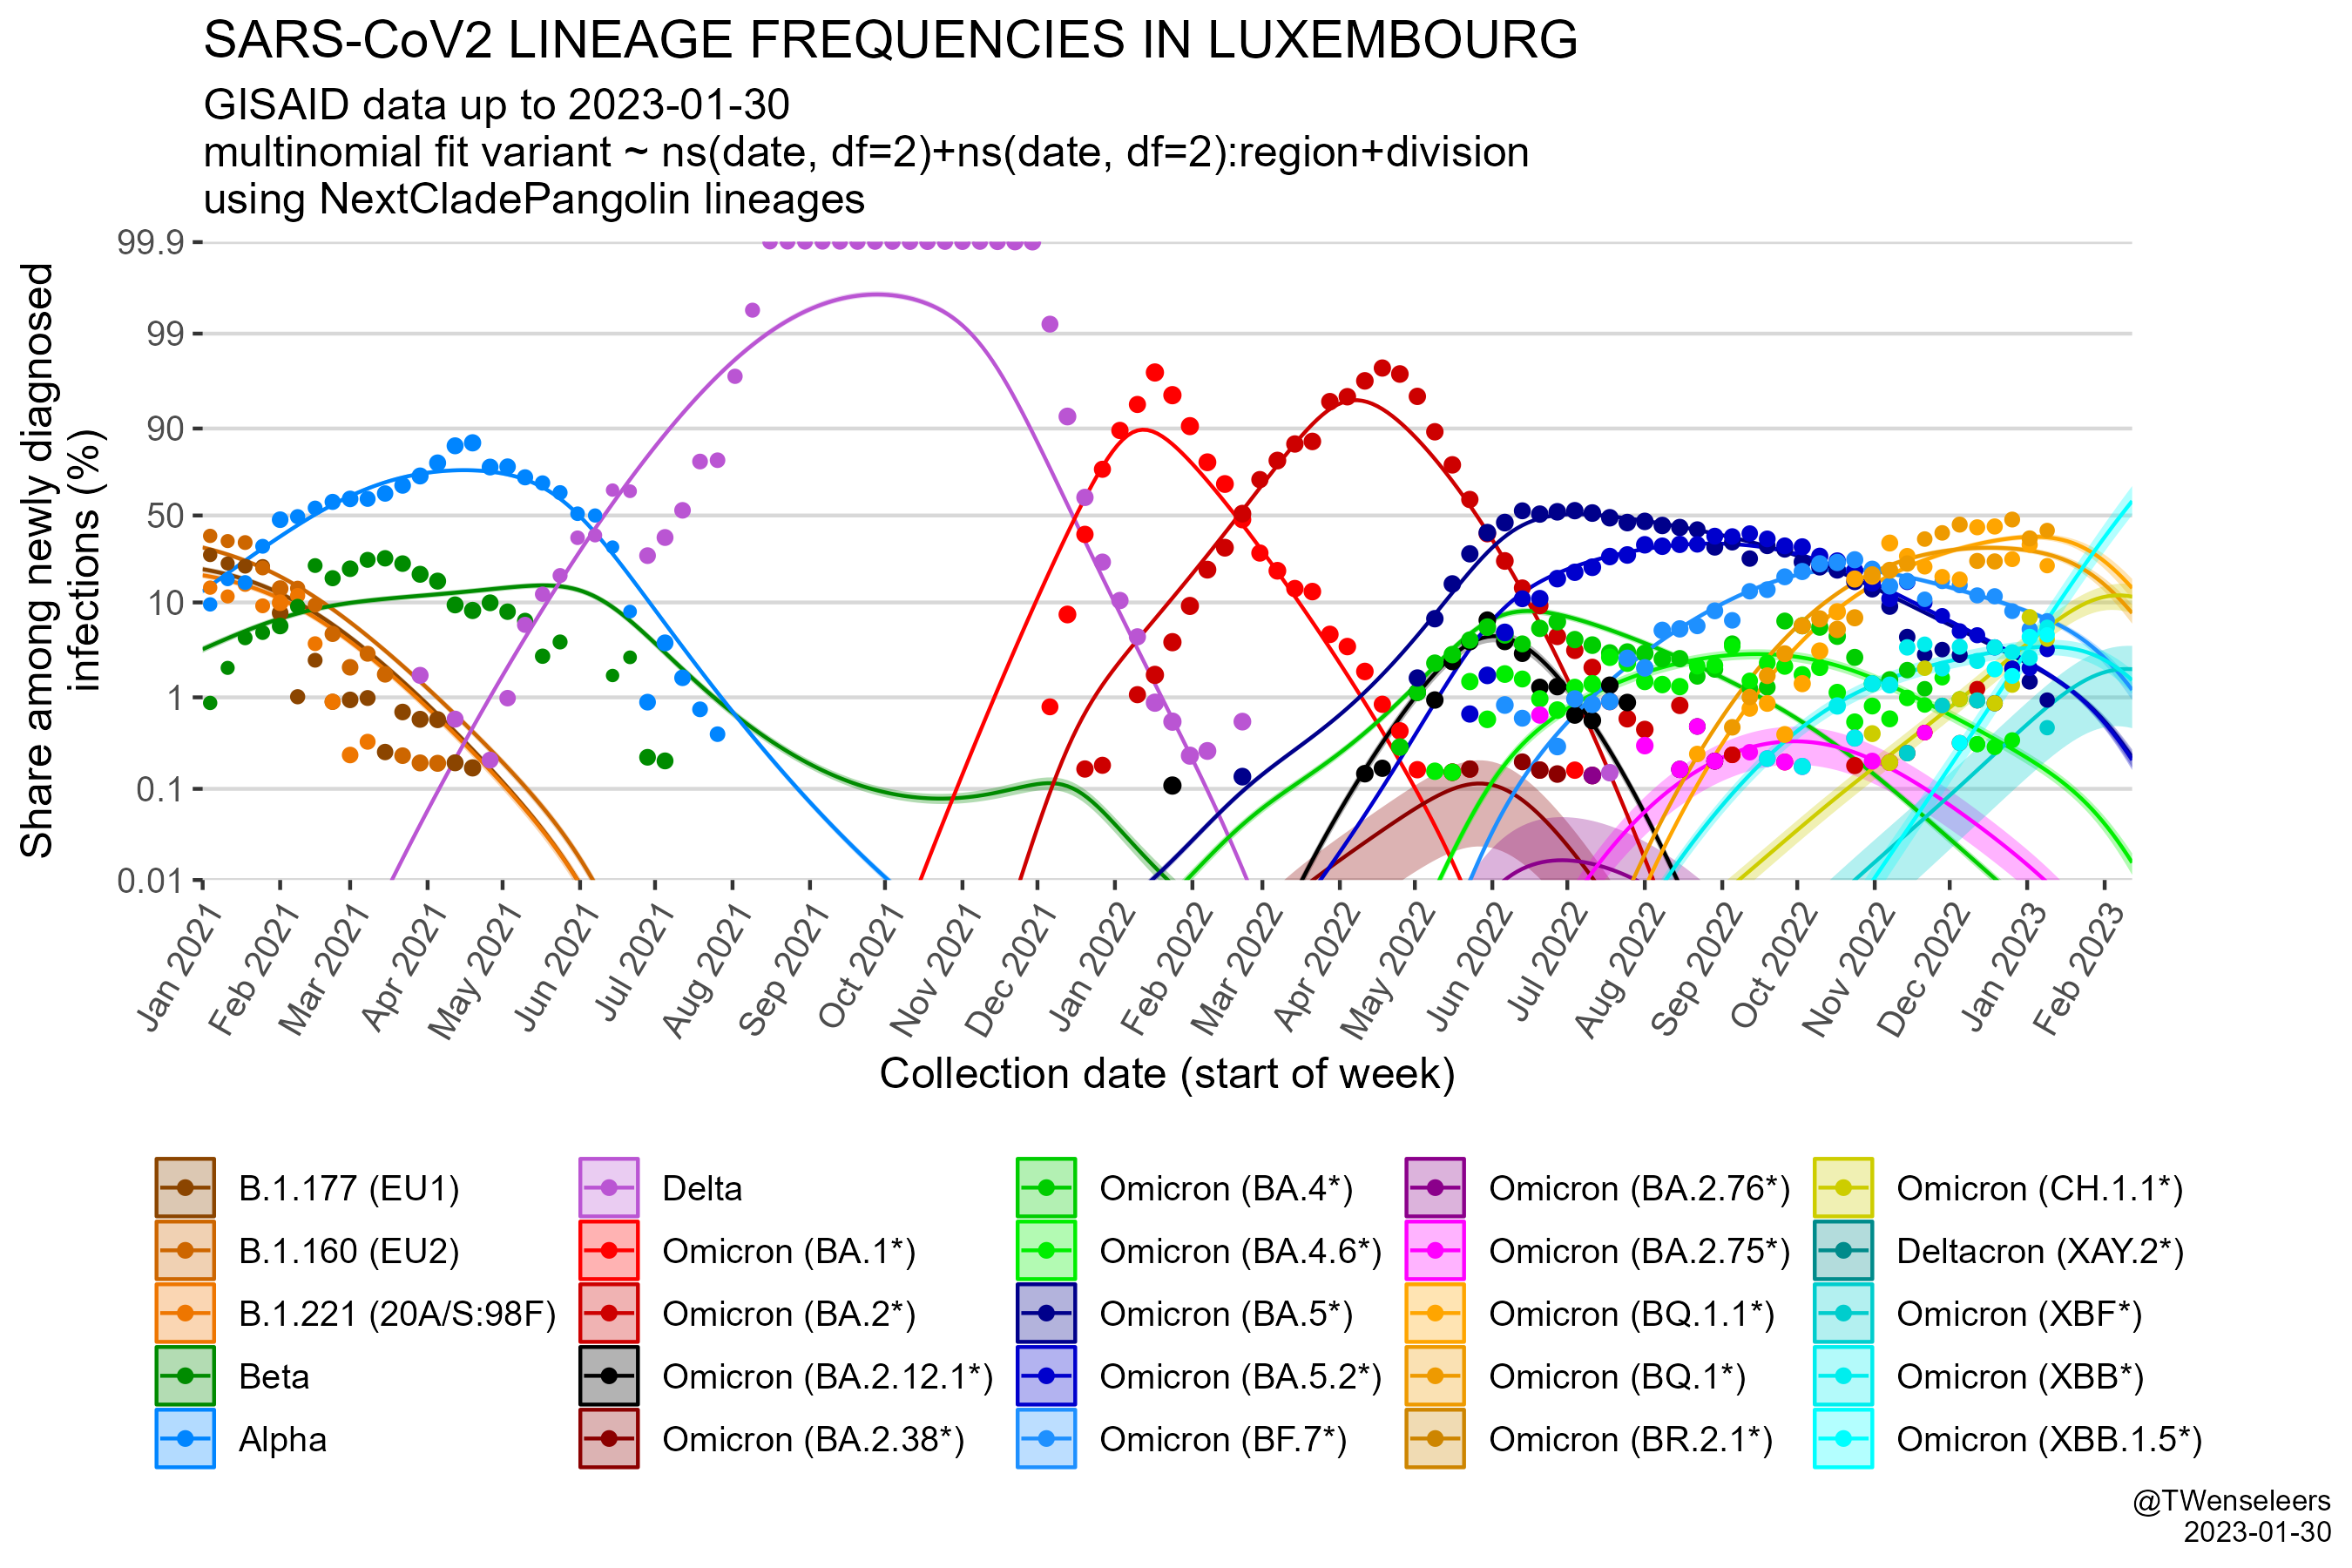 SARS-CoV2 LINEAGE FREQUENCIES IN LUXEMBOURG
GISAID data up to 2023-01-30
multinomial fit variant ~ ns(date, df=2)+ns(date, df=2):region+division
using NextCladePangolin lineages
Share among newly diagnosed
infections (%)
99.9
99
90
50
10
1
0.1
0.01
Jan 2021
Feb 2021
Mar 2021
Apr 2021
May 2021
Jun 2021
Jul 2021
Aug 2021
Sep 2021
Oct 2021
Nov 2021
Dec 2021
Jan 2022
Feb 2022
Mar 2022
Apr 2022
May 2022
Jun 2022
Jul 2022
Aug 2022
Sep 2022
Oct 2022
Nov 2022
Dec 2022
Jan 2023
Feb 2023
Collection date (start of week)
B.1.177 (EU1)
B.1.160 (EU2)
B.1.221 (20A/S:98F)
Beta
Alpha
Delta
Omicron (BA.1*)
Omicron (BA.2*)
Omicron (BA.2.12.1*)
Omicron (BA.2.38*)
Omicron (BA.4*)
Omicron (BA.4.6*)
Omicron (BA.5*)
Omicron (BA.5.2*)
Omicron (BF.7*)
Omicron (BA.2.76*)
Omicron (BA.2.75*)
Omicron (BQ.1.1*)
Omicron (BQ.1*)
Omicron (BR.2.1*)
Omicron (CH.1.1*)
Deltacron (XAY.2*)
Omicron (XBF*)
Omicron (XBB*)
Omicron (XBB.1.5*)
@TWenseleers
2023-01-30